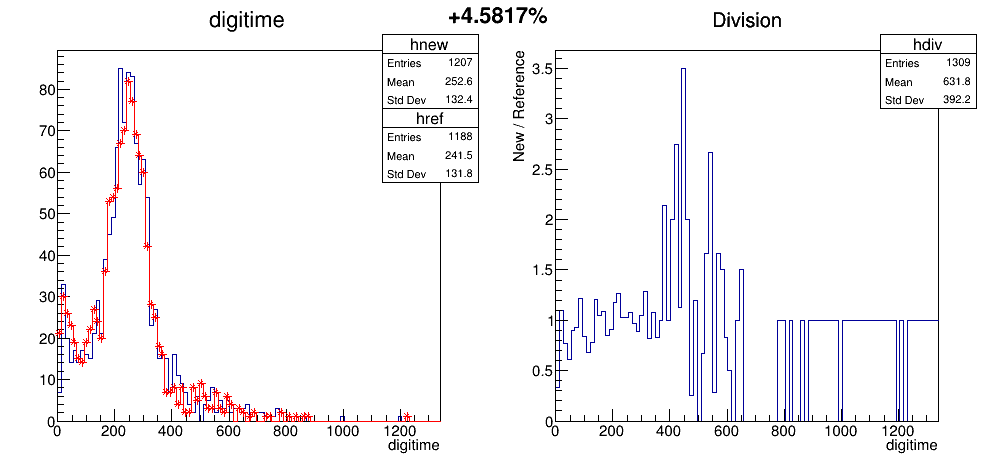 +4.5817%
digitime
hnew
Entries 1207
Mean 252.6
Std Dev 132.4
href
Entries 1188
Mean 241.5
Std Dev 131.8
80
70
60
50
40
30
20
10
0
0 200 400 600 800 1000 1200
digitime
Division
hdiv
Entries 1309
Mean 631.8
Std Dev 392.2
New / Reference
3.5
3
2.5
2
1.5
1
0.5
0
0 200 400 600 800 1000 1200
digitime